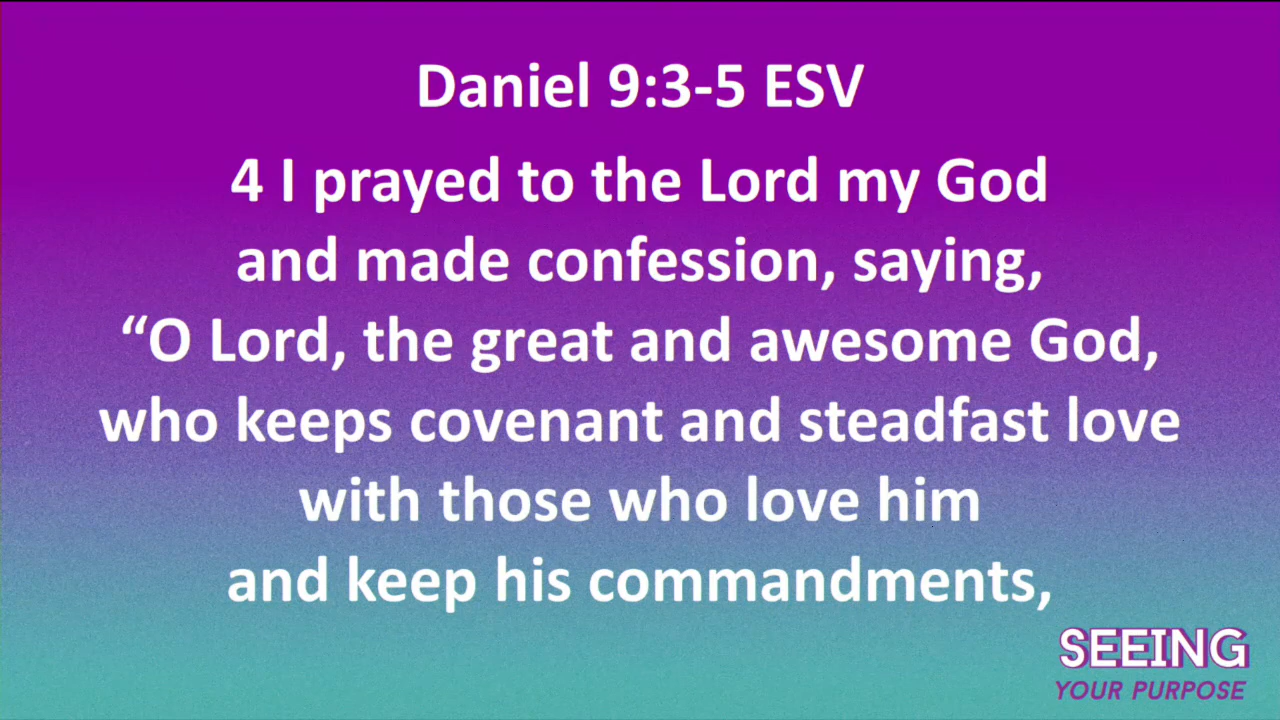 Daniel 9:3-5 ESV
4 I prayed to the Lord my God
and made confession, saying,
“O Lord, the great and awesome God,
who keeps covenant and steadfast love
with those who love him
and keep his commandments,
SEEING
YOUR PURPOSE